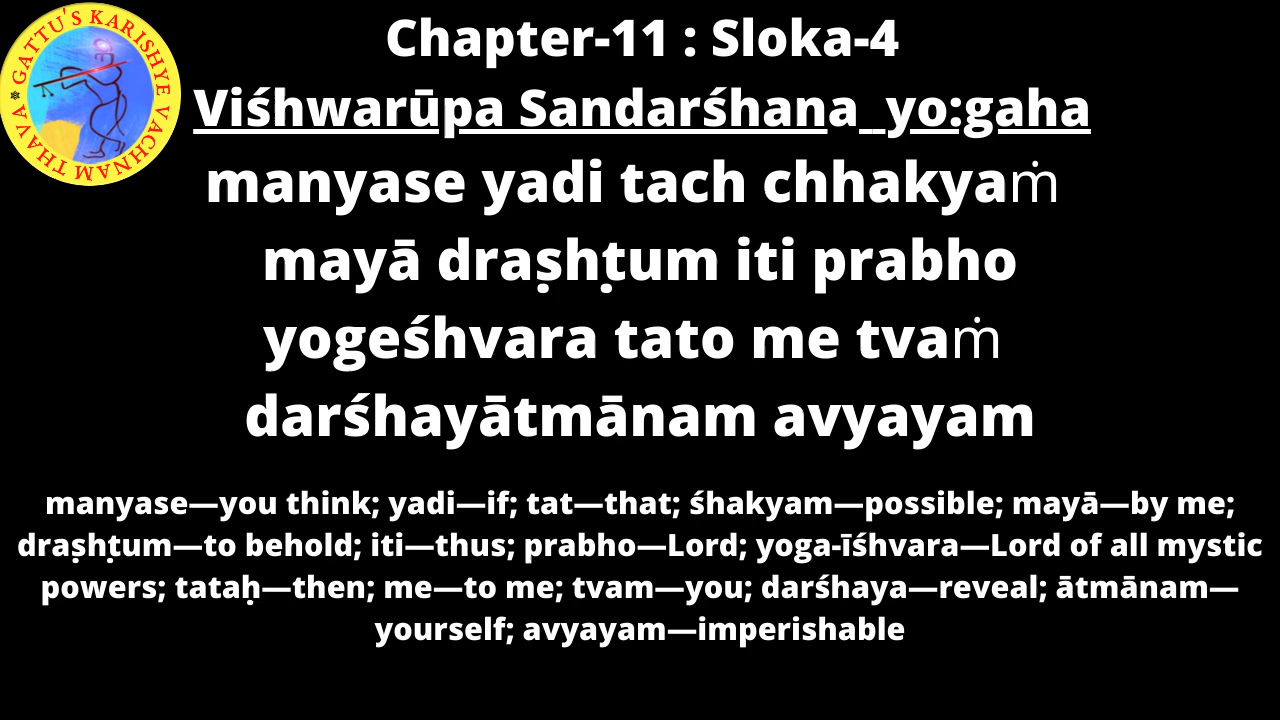 GATTU'S KARISHYE VACHNAM THAVA
Chapter-11 : Sloka-4
Viśhwarūpa Sandarśhana_yo:gaha
manyase yadi tach chhakyaṁ
mayā draṣhṭum iti prabho
yogeśhvara tato me tvaṁ
darśhayātmānam avyayam
manyase—you think; yadi—if; tat—that; śhakyam—possible; mayā—by me;
draṣhṭum—to behold; iti—thus; prabho—Lord; yoga-īśhvara—Lord of all mystic
powers; tataḥ—then; me—to me; tvam—you; darśhaya—reveal; ātmānam—
yourself; avyayam—imperishable